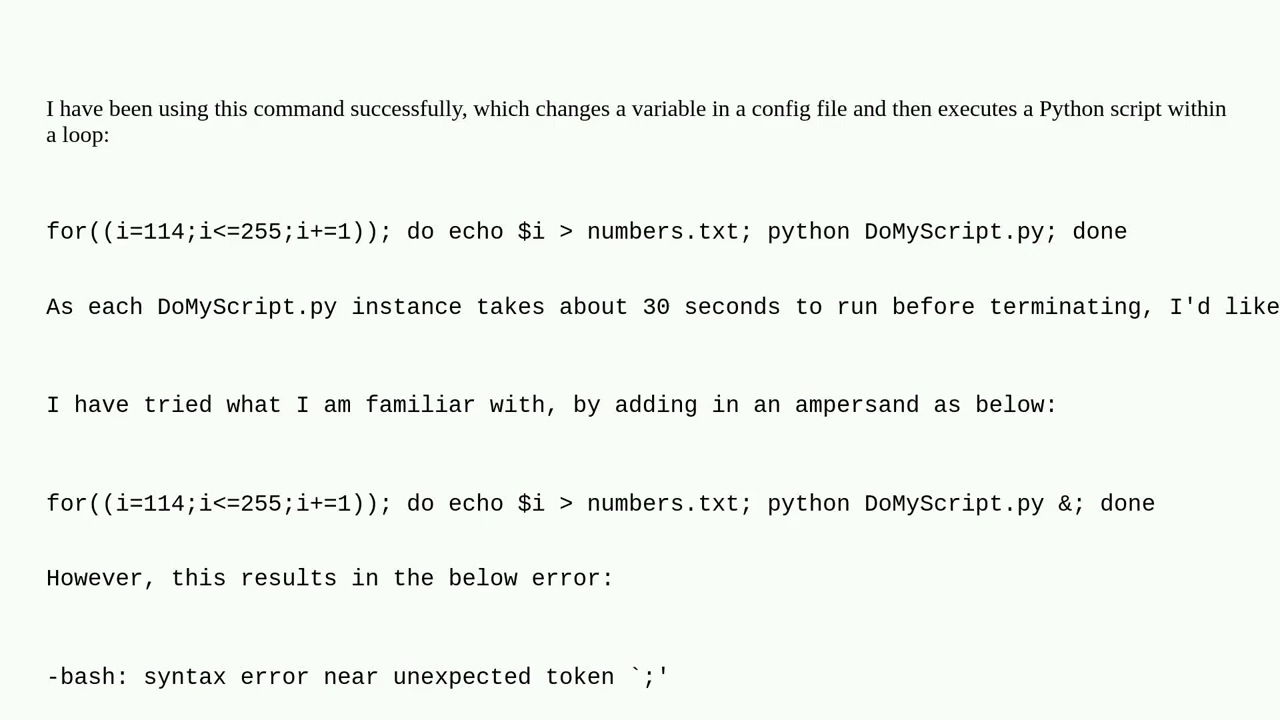 I have been using this command successfully, which changes a variable in a config file and then executes a Python script within
a loop:
for((i=114;i<=255;i+=1)); do echo $i > numbers.txt; python DoMyScript.py; done
As each DoMyScript.py instance takes about 30 seconds to run before terminating, I'd like
I have tried what I am familiar with, by adding in an ampersand as below:
for((i=114;i<=255;i+=1)); do echo $i > numbers.txt; python DoMyScript.py &; done
However, this results in the below error:
-bash: syntax error near unexpected token `;'